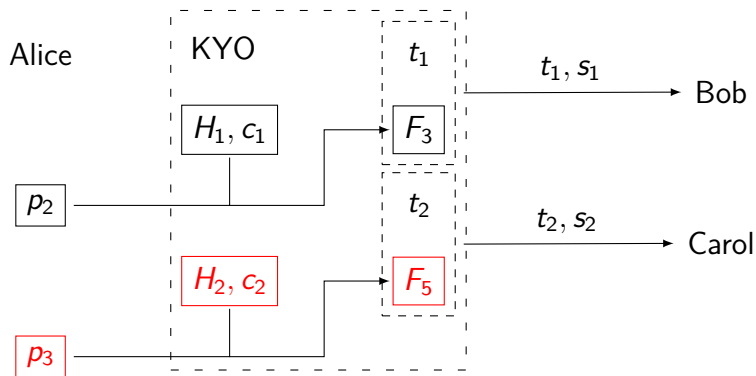 Alice
KYO
t₁
t₁, s₁
Bob
H₁, c₁
F₃
p₂
t₂
t₂, s₂
Carol
H₂, c₂
F₅
p₃